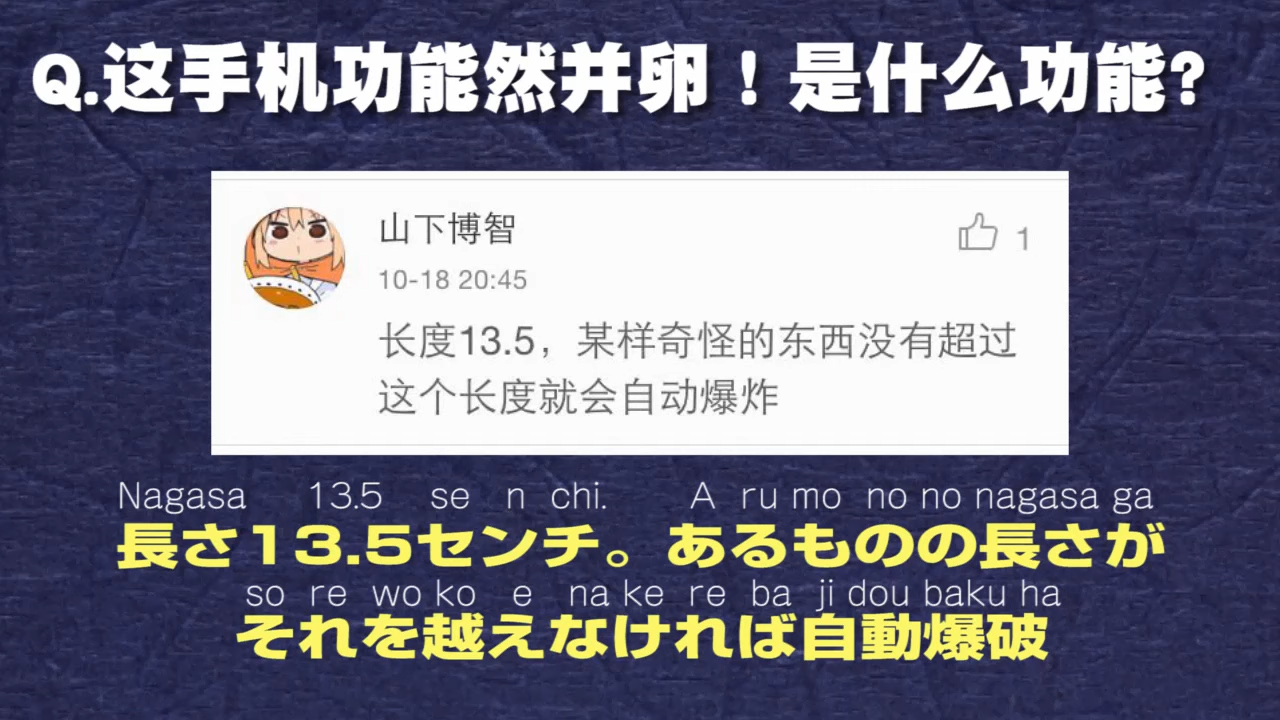 Q.这手机功能然并卵！是什么功能?
山下博智
1
10-18 20:45
长度13.5，某样奇怪的东西没有超过
这个长度就会自动爆炸
Nagasa 13.5 se n chi. A ru mo no no nagasa ga
長さ13.5センチ。あるものの長さが
so re wo ko e na ke re ba ji dou baku ha
それを越えなければ自動爆破